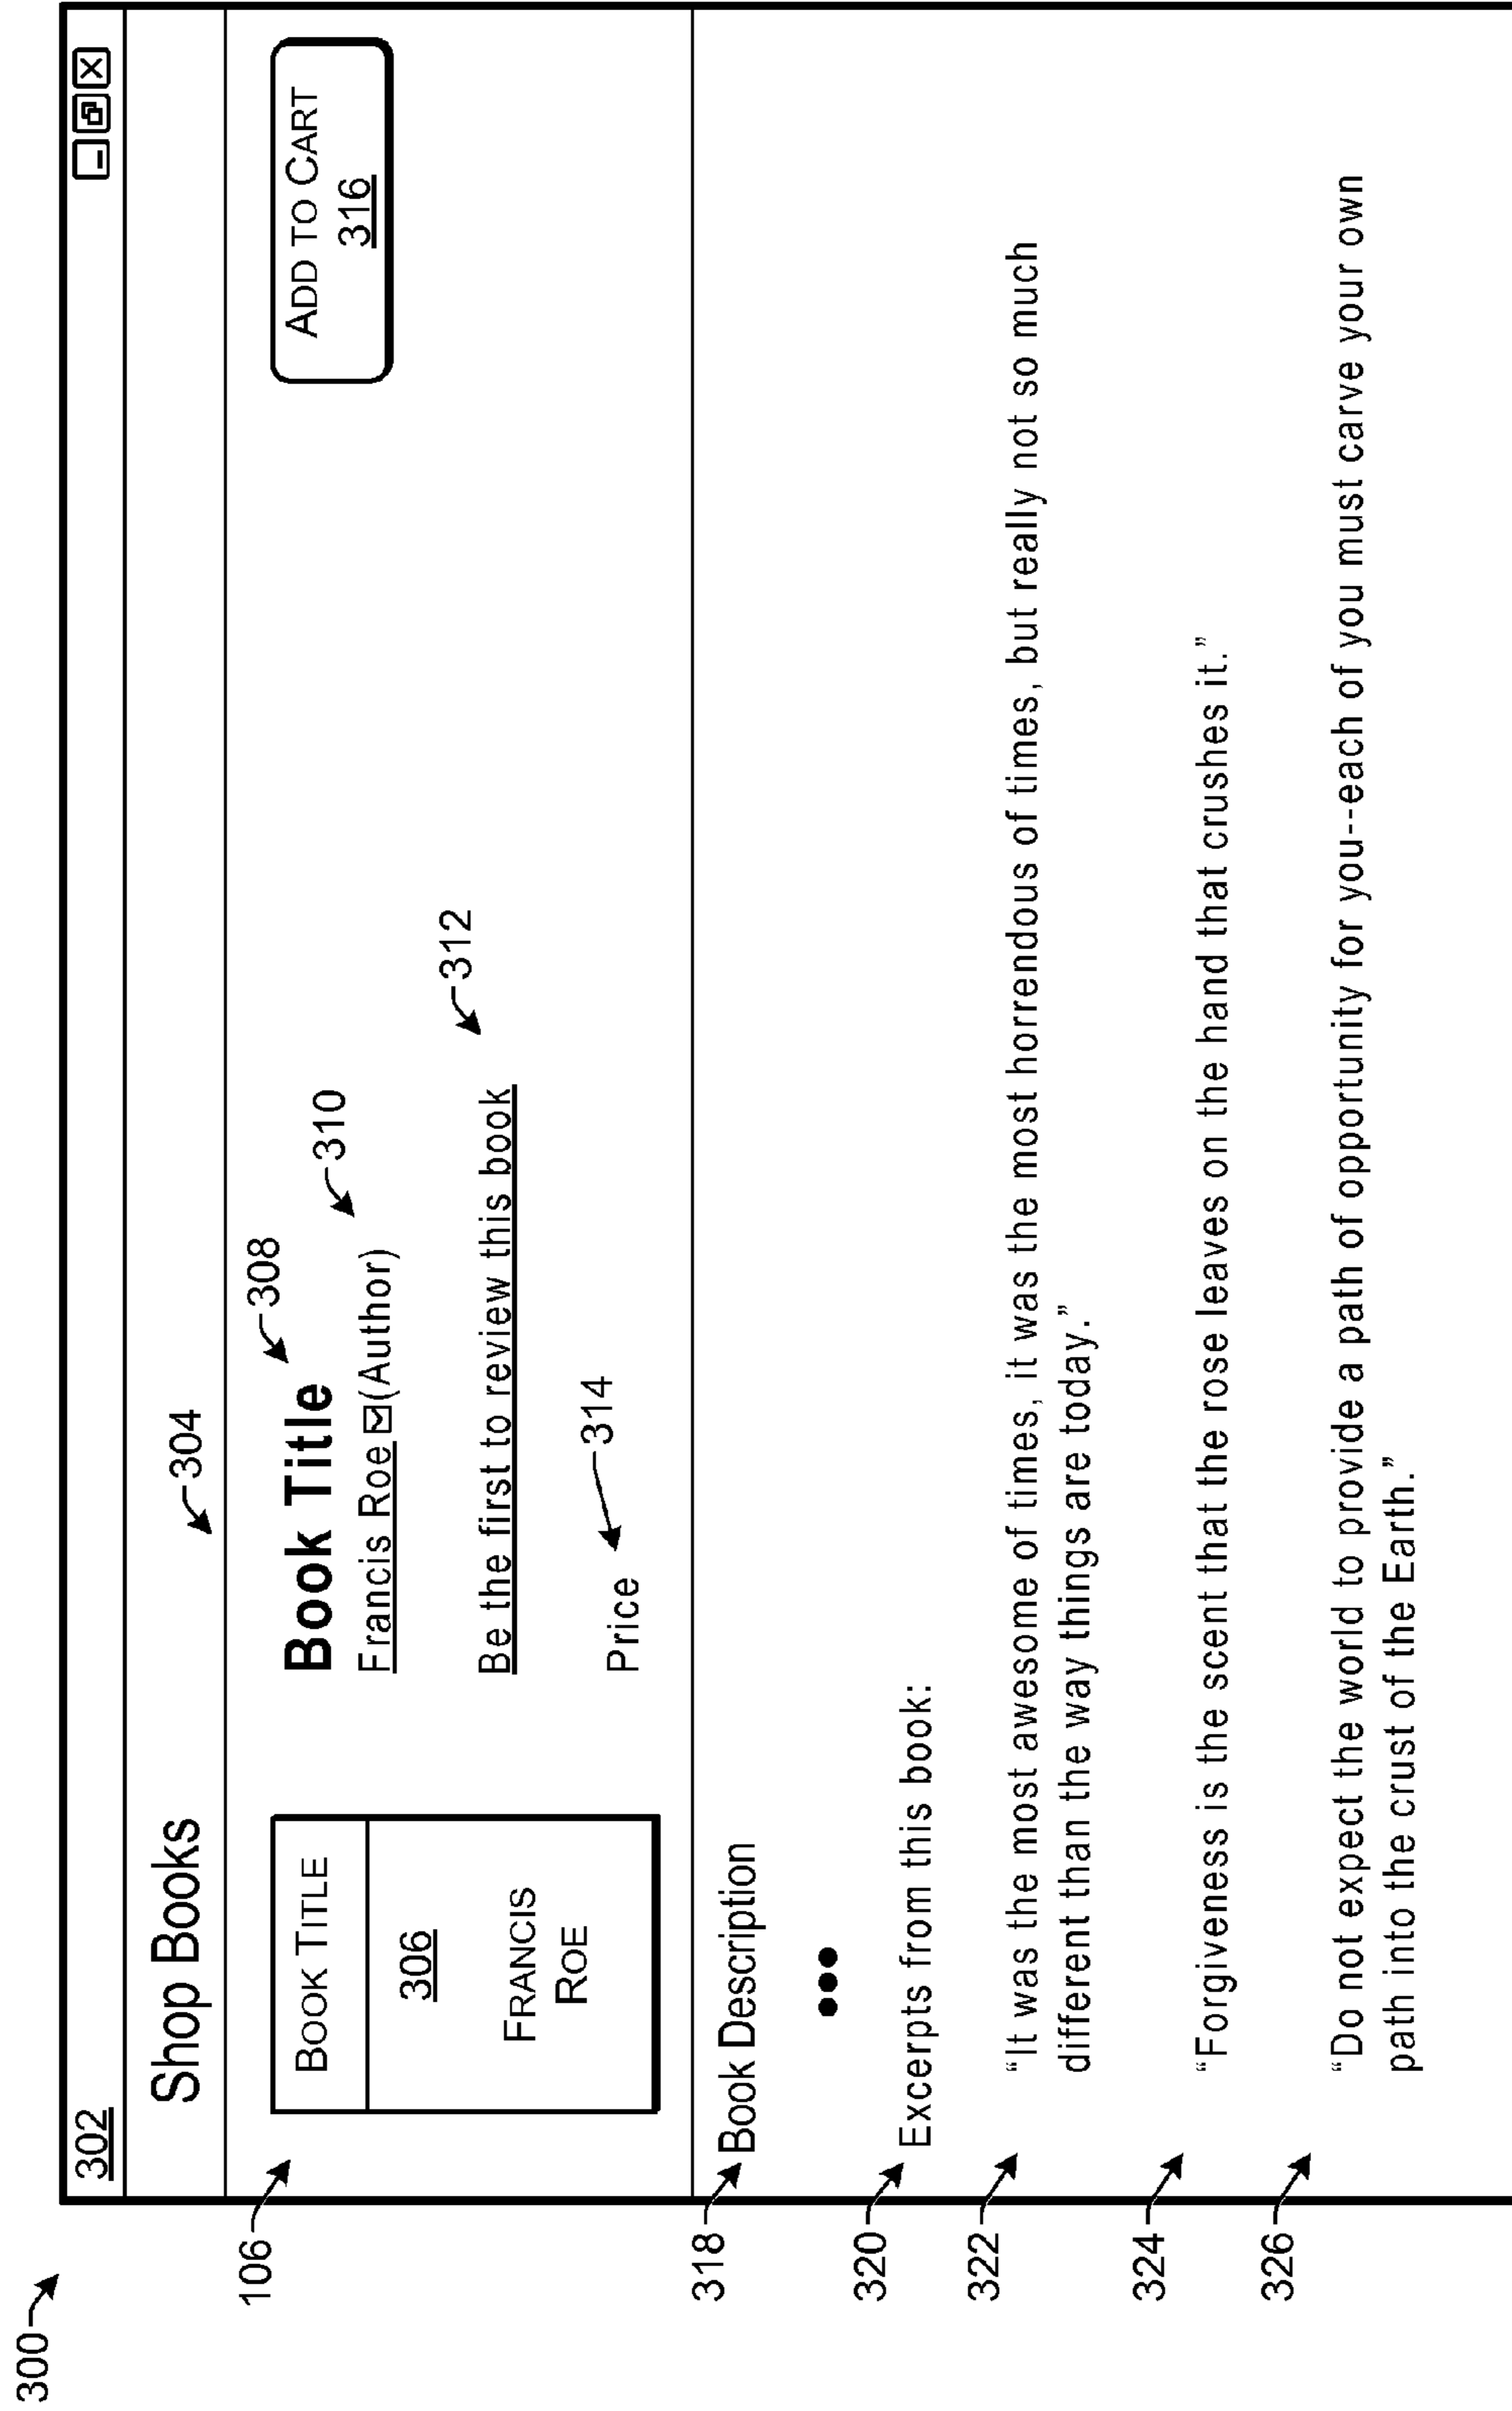 300
302
304
Shop Books
106
BOOK TITLE
306
FRANCIS
ROE
Book Title
308
Francis Roe (Author)
310
Be the first to review this book
312
Price
314
ADD TO CART
316
318
Book Description
•••
320
Excerpts from this book:
322
“It was the most awesome of times, it was the most horrendous of times, but really not so much
different than the way things are today.”
324
“Forgiveness is the scent that the rose leaves on the hand that crushes it.”
326
“Do not expect the world to provide a path of opportunity for you--each of you must carve your own
path into the crust of the Earth.”